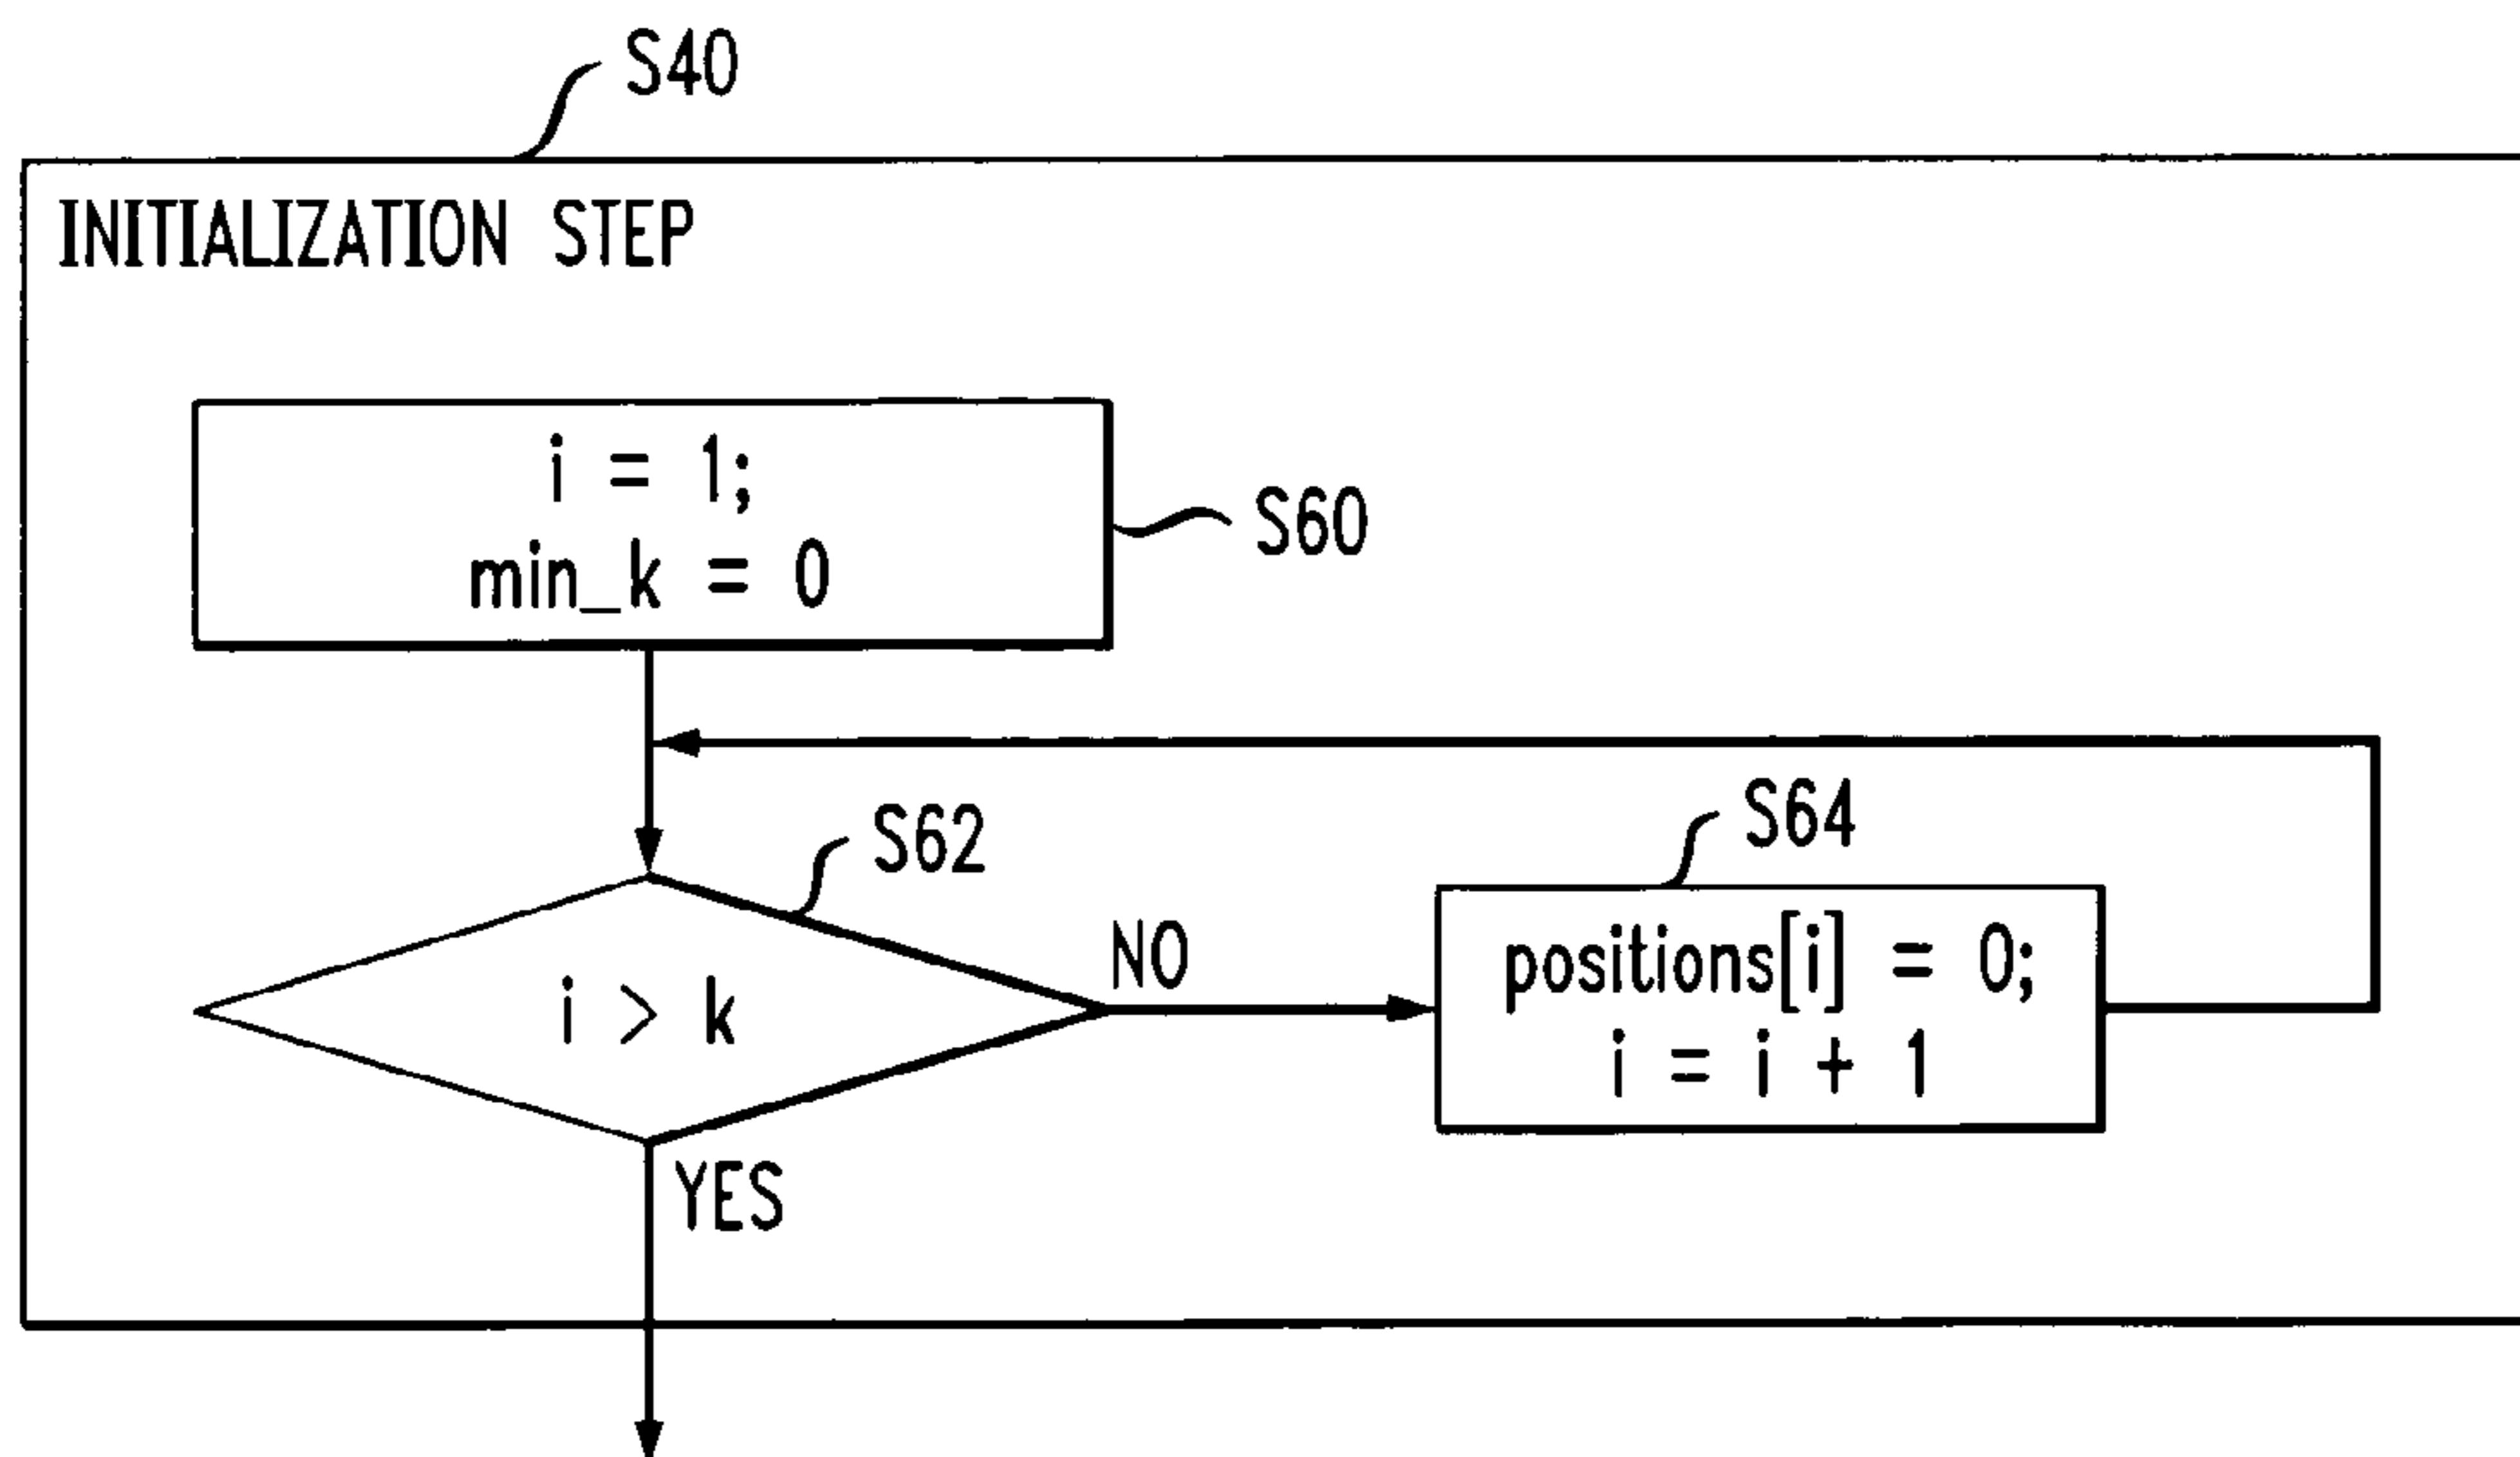 S40
INITIALIZATION STEP
i = 1;
min_k = 0
S60
S62
S64
i > k
NO
positions[i] = 0;
i = i + 1
YES